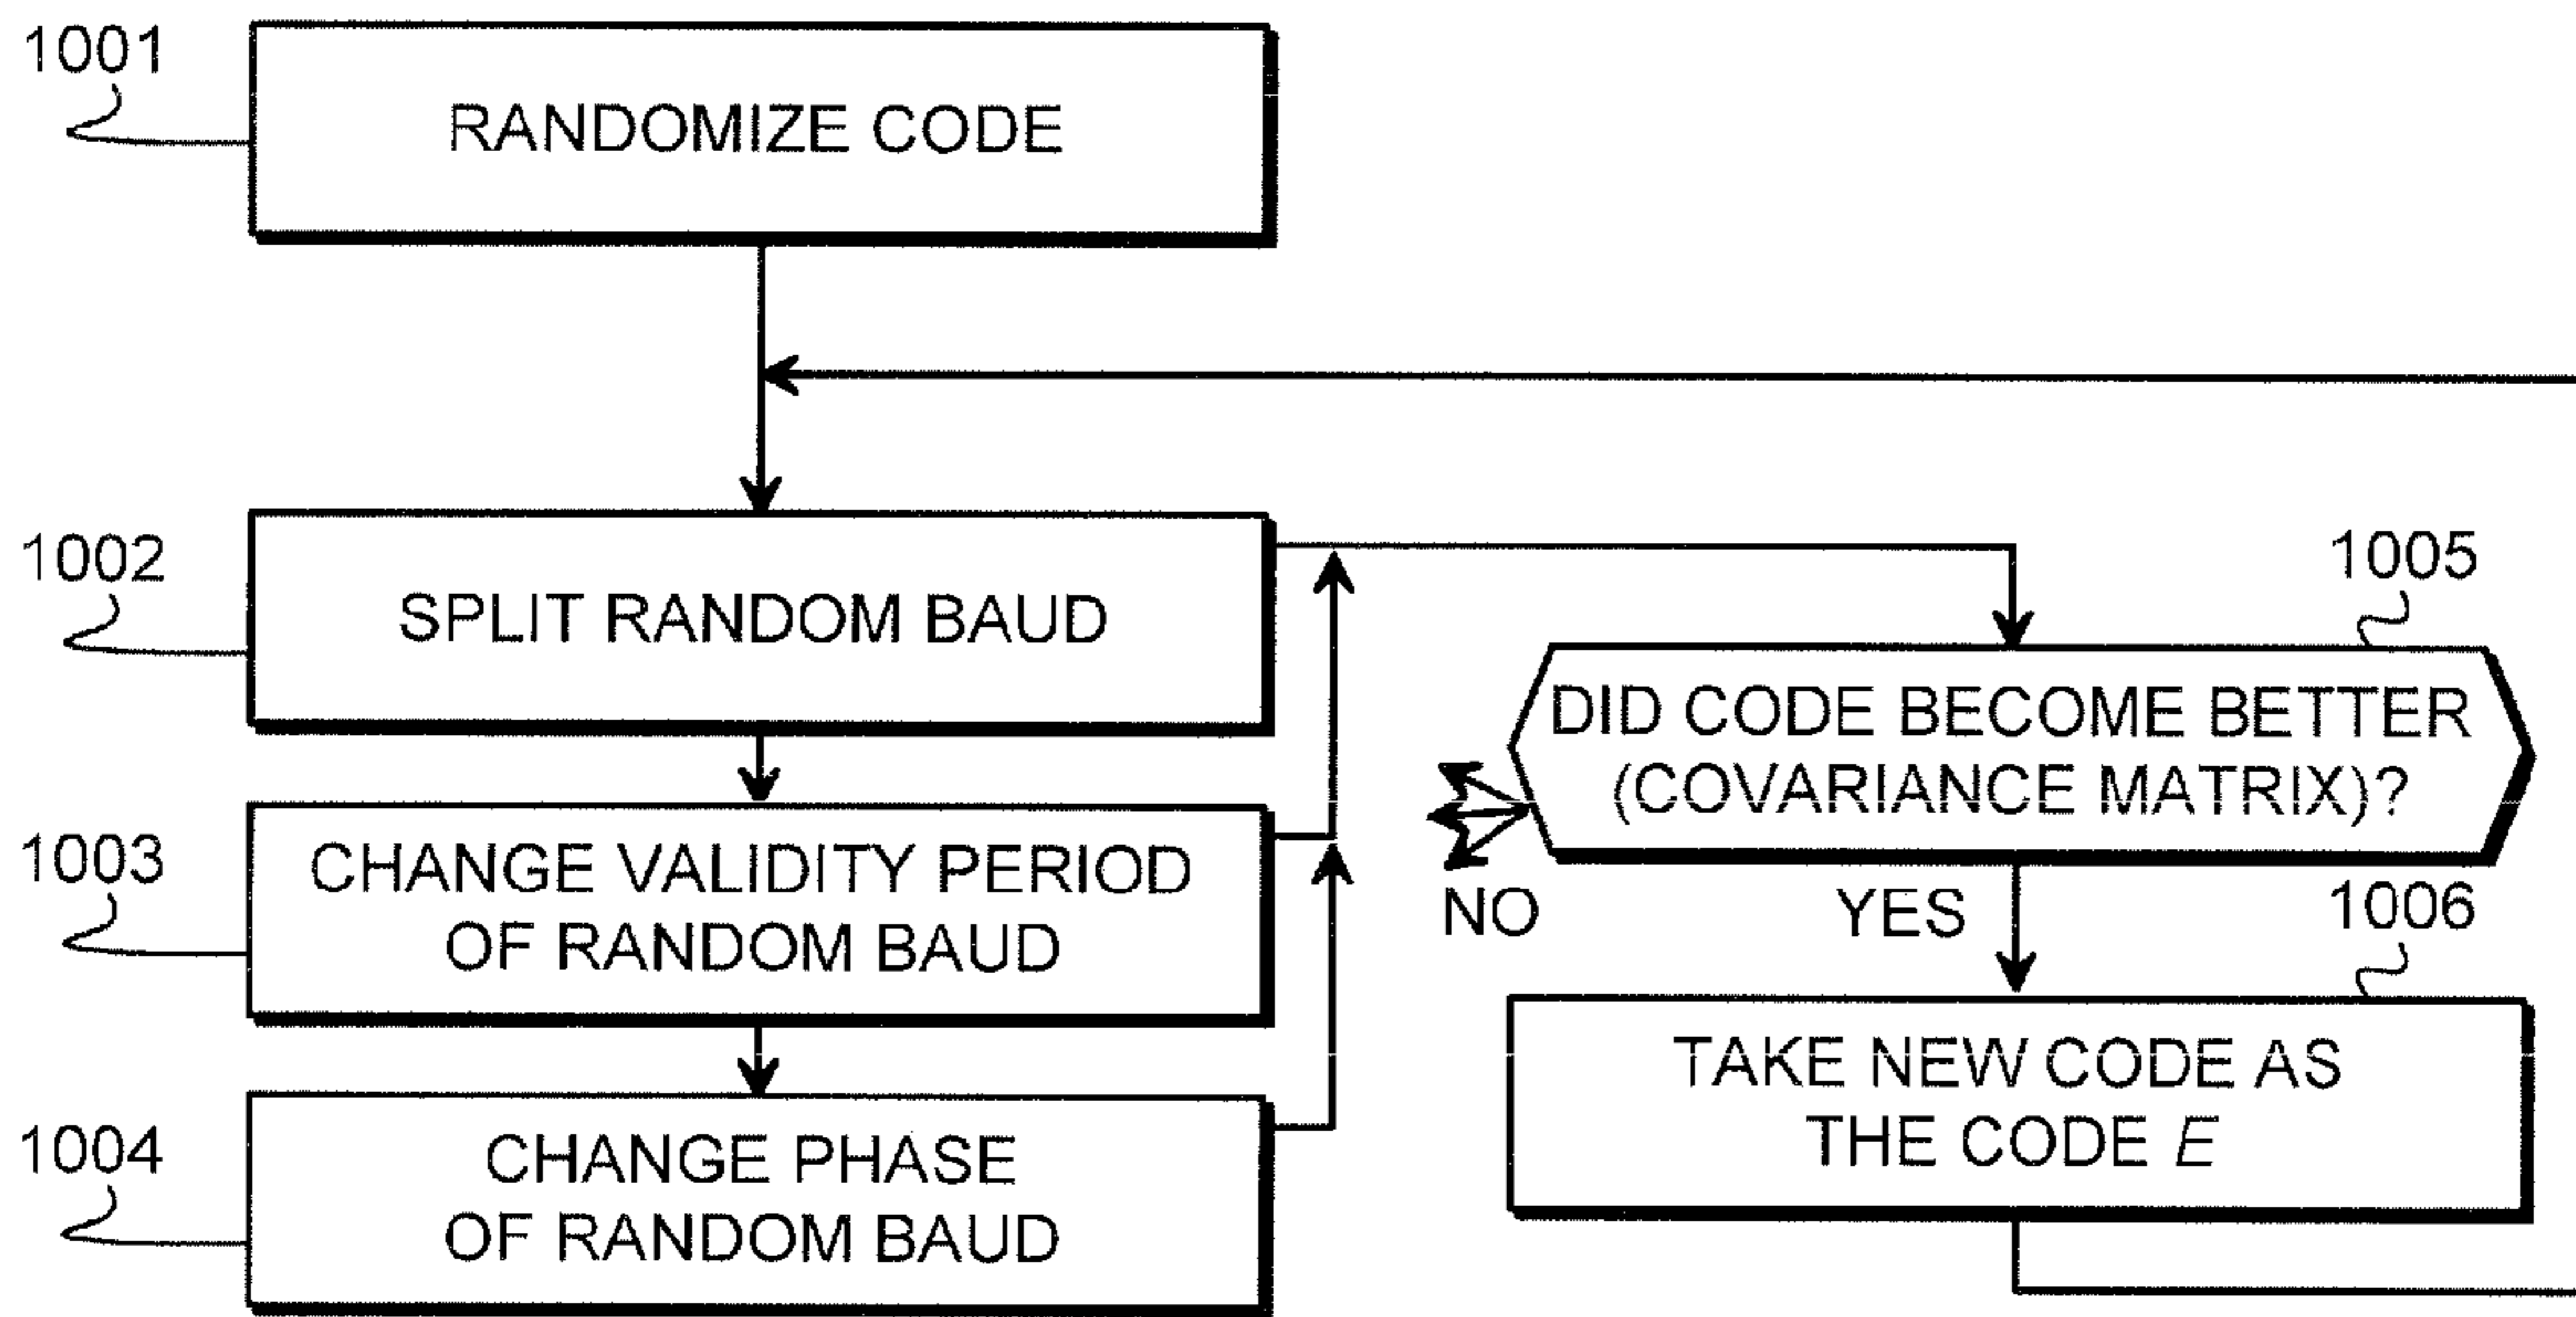 1001
RANDOMIZE CODE
1002
SPLIT RANDOM BAUD
1003
CHANGE VALIDITY PERIOD
OF RANDOM BAUD
1004
CHANGE PHASE
OF RANDOM BAUD
1005
DID CODE BECOME BETTER
(COVARIANCE MATRIX)?
NO
YES
1006
TAKE NEW CODE AS
THE CODE E